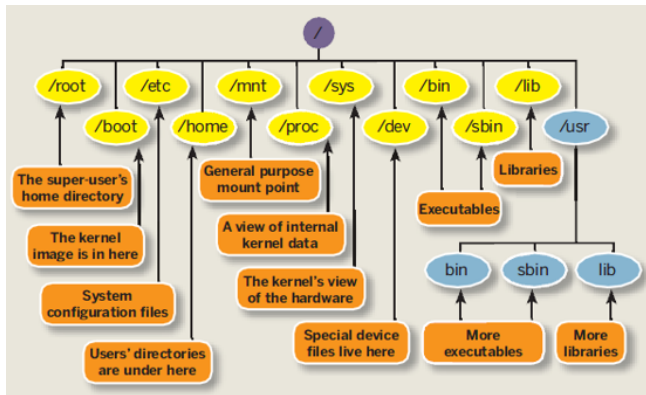 /
/root
/etc
/mnt
/sys
/bin
/lib
/boot
/home
/proc
/dev
/sbin
/usr
The super-user's
home directory
General purpose
mount point
Libraries
Executables
The kernel
image is in here
A view of internal
kernel data
bin
sbin
lib
System
configuration files
The kernel's view
of the hardware
Users' directories
are under here
Special device
files live here
More
executables
More
libraries